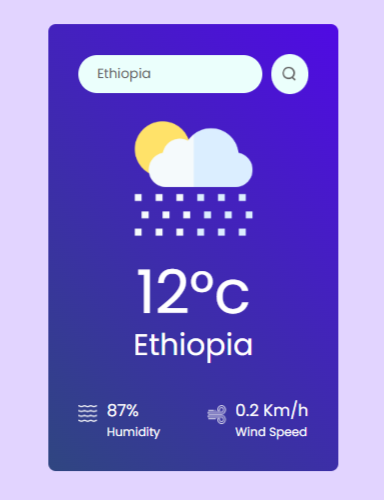 Ethiopia
12°c
Ethiopia
87%
Humidity
0.2 Km/h
Wind Speed